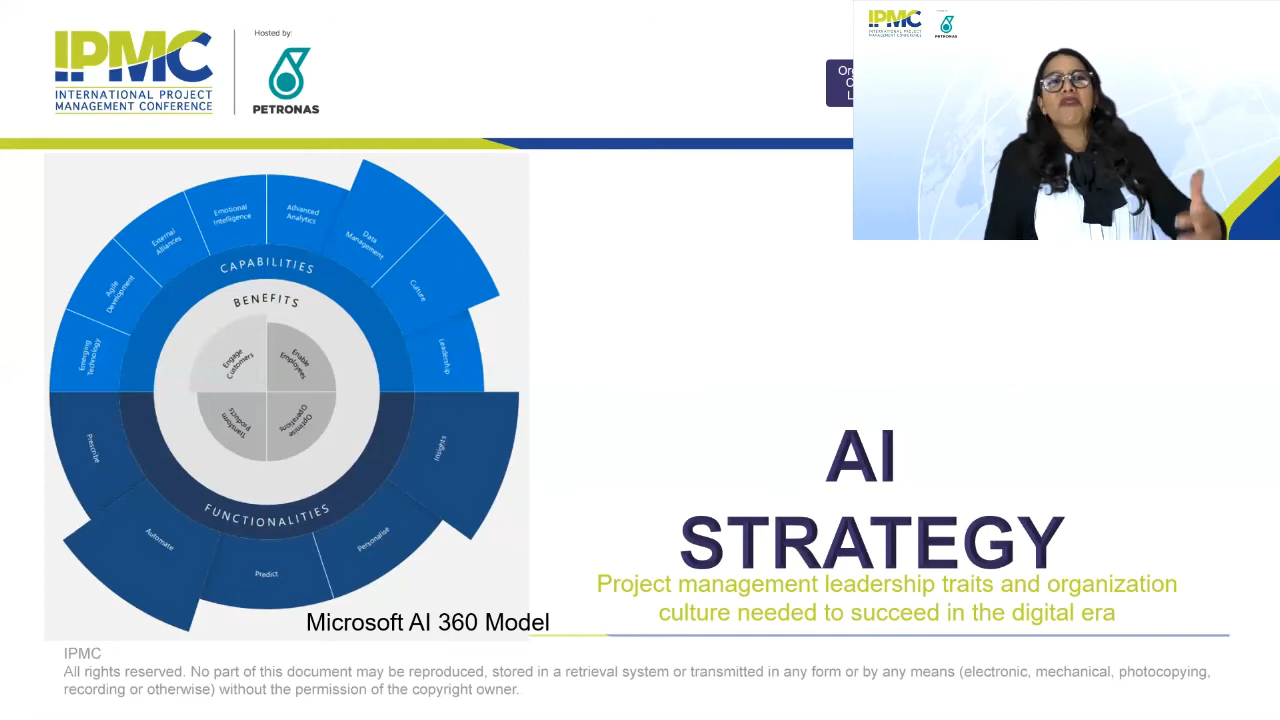 IPMC
INTERNATIONAL PROJECT
MANAGEMENT CONFERENCE
Hosted by:
PETRONAS
IPMC
INTERNATIONAL PROJECT
MANAGEMENT CONFERENCE
PETRONAS
Emotional
Intelligence
Advanced
Analytics
Data
Management
Culture
Leadership
External
Alliances
Agile
Development
Emerging
Technology
CAPABILITIES
BENEFITS
Engage
Customers
Enable
Employees
Transform
Products
Optimise
Operations
FUNCTIONALITIES
Prescribe
Automate
Predict
Personalise
Insights
Microsoft AI 360 Model
AI
STRATEGY
Project management leadership traits and organization
culture needed to succeed in the digital era
IPMC
All rights reserved. No part of this document may be reproduced, stored in a retrieval system or transmitted in any form or by any means (electronic, mechanical, photocopying,
recording or otherwise) without the permission of the copyright owner.